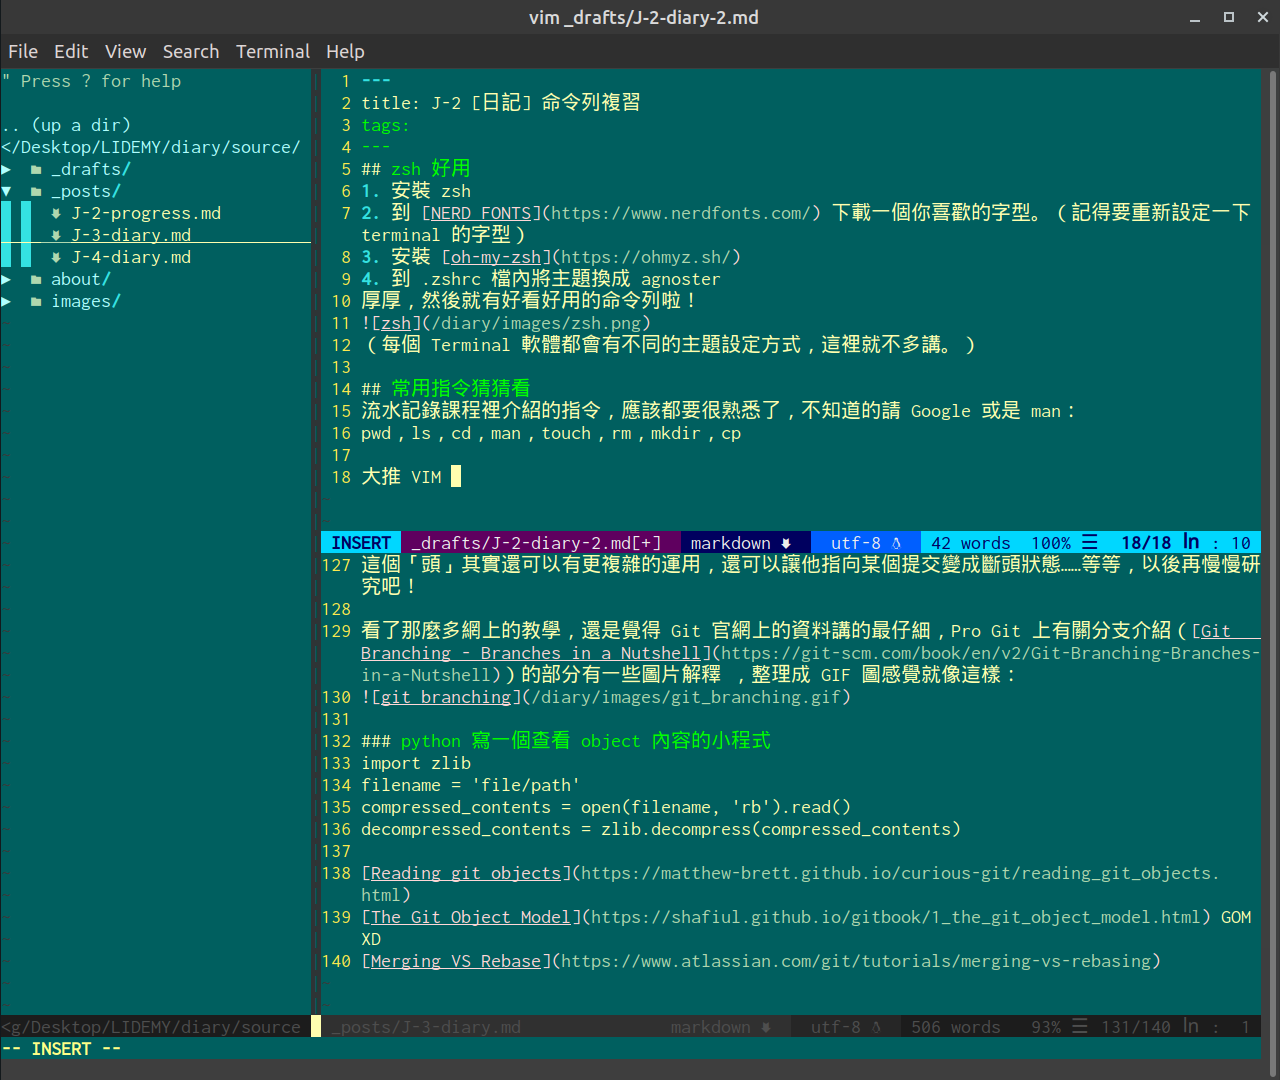 vim _drafts/J-2-diary-2.md
File Edit View Search Terminal Help
" Press ? for help
.. (up a dir)
</Desktop/LIDEMY/diary/source/
▶ _drafts/
▼ _posts/
J-2-progress.md
J-3-diary.md
J-4-diary.md
▶ about/
▶ images/
1 ---
2 title: J-2 [日記] 命令列複習
3 tags:
4 ---
5 ## zsh 好用
6 1. 安裝 zsh
7 2. 到 [NERD FONTS](https://www.nerdfonts.com/) 下載一個你喜歡的字型。（記得要重新設定一下
terminal 的字型）
8 3. 安裝 [oh-my-zsh](https://ohmyz.sh/)
9 4. 到 .zshrc 檔內將主題換成 agnoster
10 厚厚，然後就有好看好用的命令列啦！
11 ![zsh](/diary/images/zsh.png)
12 （每個 Terminal 軟體都會有不同的主題設定方式，這裡就不多講。）
13
14 ## 常用指令猜猜看
15 流水記錄課程裡介紹的指令，應該都要很熟悉了，不知道的請 Google 或是 man：
16 pwd，ls，cd，man，touch，rm，mkdir，cp
17
18 大推 VIM
INSERT _drafts/J-2-diary-2.md[+] markdown utf-8 42 words 100% ☰ 18/18 ln : 10
127 這個「頭」其實還可以有更複雜的運用，還可以讓他指向某個提交變成斷頭狀態……等等，以後再慢慢研
究吧！
128
129 看了那麼多網上的教學，還是覺得 Git 官網上的資料講的最仔細，Pro Git 上有關分支介紹（[Git
Branching - Branches in a Nutshell](https://git-scm.com/book/en/v2/Git-Branching-Branches-
in-a-Nutshell)）的部分有一些圖片解釋 ，整理成 GIF 圖感覺就像這樣：
130 ![git branching](/diary/images/git_branching.gif)
131
132 ### python 寫一個查看 object 內容的小程式
133 import zlib
134 filename = 'file/path'
135 compressed_contents = open(filename, 'rb').read()
136 decompressed_contents = zlib.decompress(compressed_contents)
137
138 [Reading git objects](https://matthew-brett.github.io/curious-git/reading_git_objects.
html)
139 [The Git Object Model](https://shafiul.github.io/gitbook/1_the_git_object_model.html) GOM
XD
140 [Merging VS Rebase](https://www.atlassian.com/git/tutorials/merging-vs-rebasing)
<g/Desktop/LIDEMY/diary/source _posts/J-3-diary.md markdown utf-8 506 words 93% ☰ 131/140 ln : 1
-- INSERT --